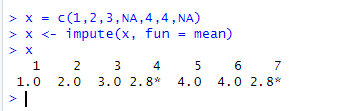 > x = c(1,2,3,NA,4,4,NA)
> x <- impute(x, fun = mean)
> x
1 2 3 4 5 6 7
1.0 2.0 3.0 2.8* 4.0 4.0 2.8*
>